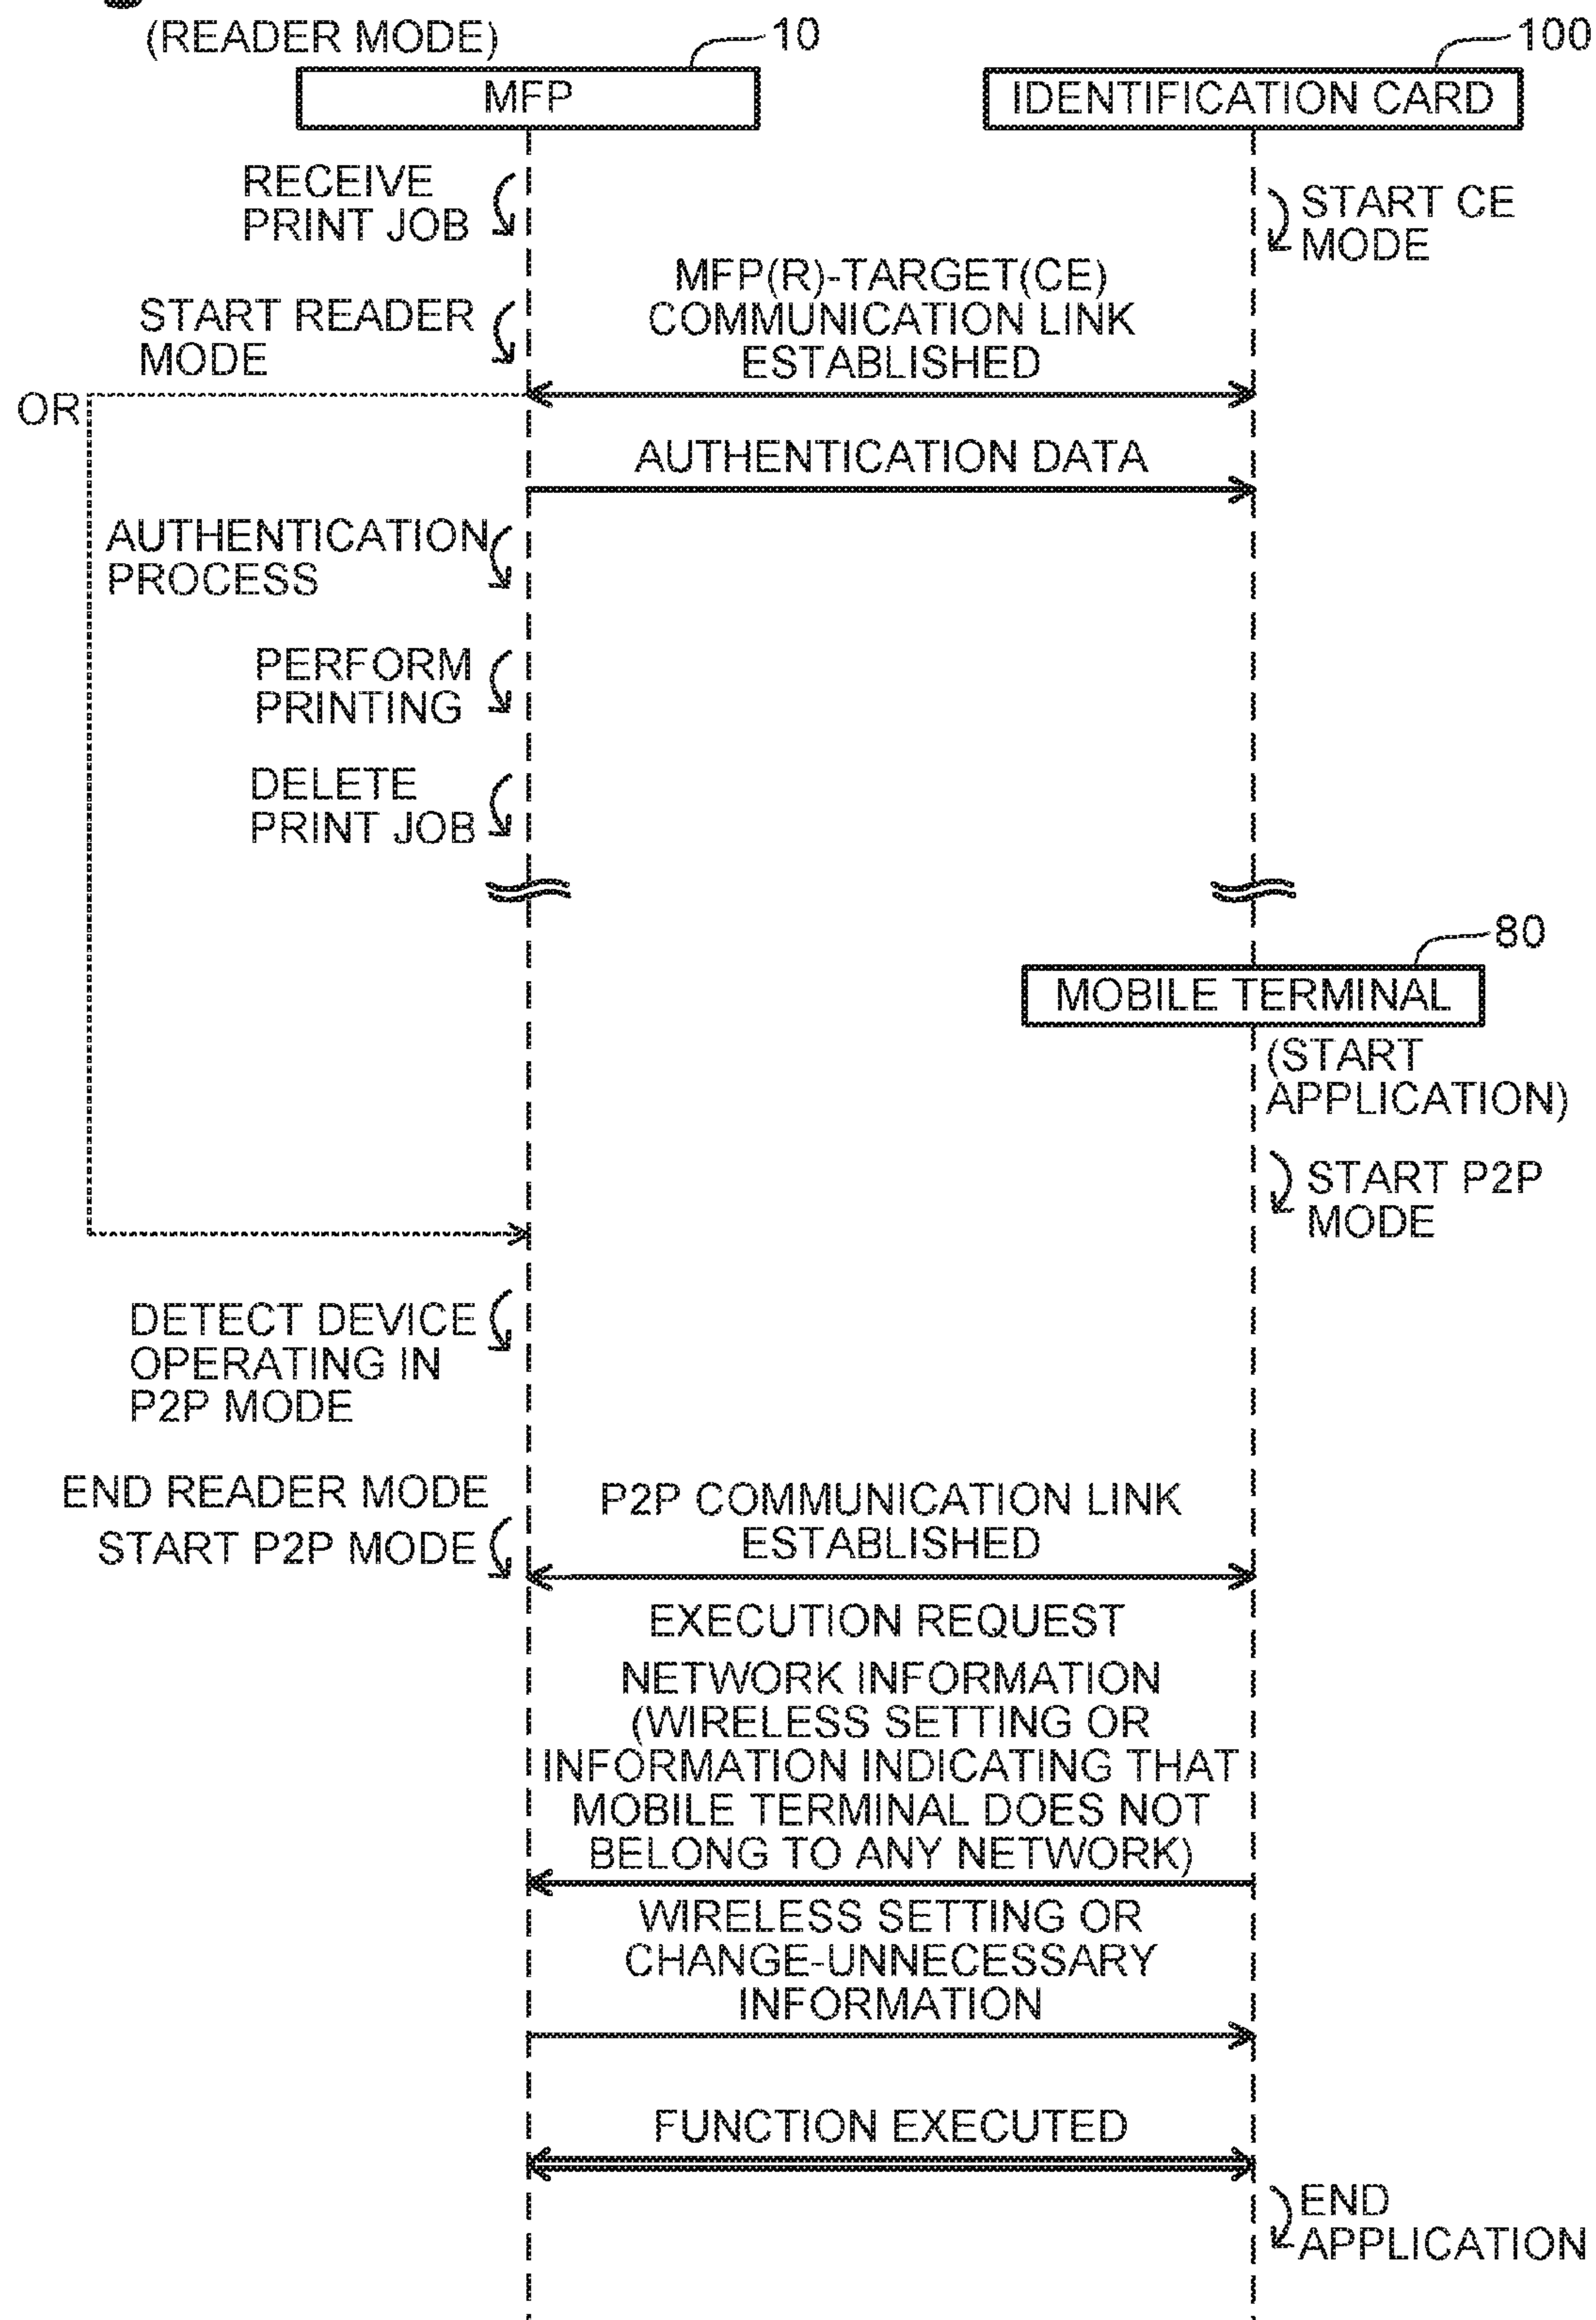 (READER MODE)
10
100
MFP
IDENTIFICATION CARD
RECEIVE
PRINT JOB
START CE
MODE
MFP(R)-TARGET(CE)
COMMUNICATION LINK
ESTABLISHED
START READER
MODE
OR
AUTHENTICATION DATA
AUTHENTICATION
PROCESS
PERFORM
PRINTING
DELETE
PRINT JOB
80
MOBILE TERMINAL
(START
APPLICATION)
START P2P
MODE
DETECT DEVICE
OPERATING IN
P2P MODE
END READER MODE
START P2P MODE
P2P COMMUNICATION LINK
ESTABLISHED
EXECUTION REQUEST
NETWORK INFORMATION
(WIRELESS SETTING OR
INFORMATION INDICATING THAT
MOBILE TERMINAL DOES NOT
BELONG TO ANY NETWORK)
WIRELESS SETTING OR
CHANGE-UNNECESSARY
INFORMATION
FUNCTION EXECUTED
END
APPLICATION